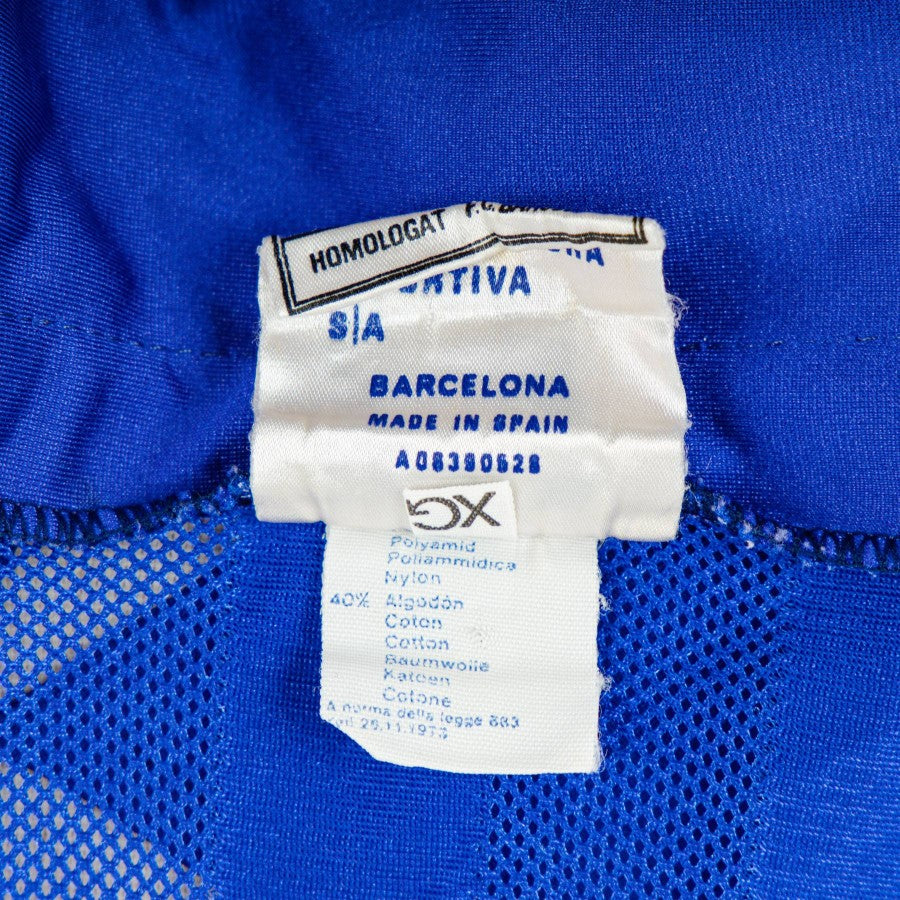 HOMOLOGAT F.C.
S/A
BARCELONA
MADE IN SPAIN
A08390528
XG
Polyamid
Poliammidica
Nylon
40% Algodón
Coton
Cotton
Baumwolle
Katoen
Cotone
A norma della legge 883
del 26.11.1973